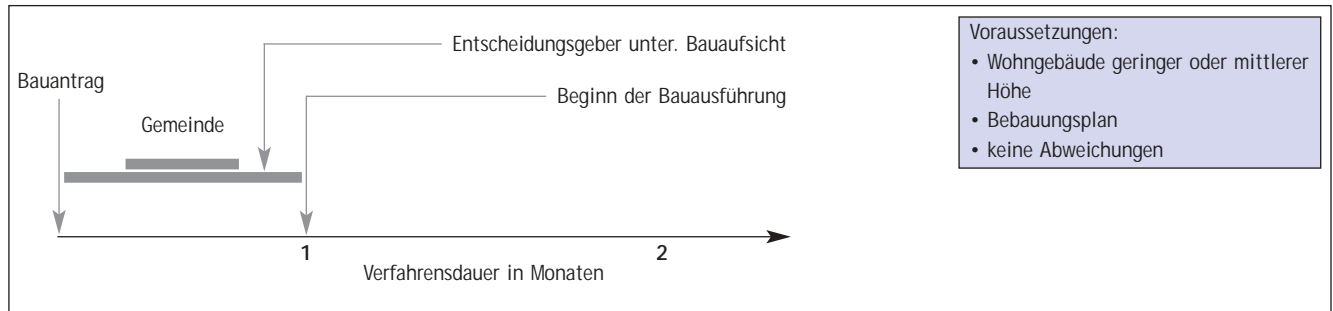 Entscheidungsgeber unter. Bauaufsicht
Bauantrag
Beginn der Bauausführung
Gemeinde
1
2
Verfahrensdauer in Monaten
Voraussetzungen:
• Wohngebäude geringer oder mittlerer
Höhe
• Bebauungsplan
• keine Abweichungen